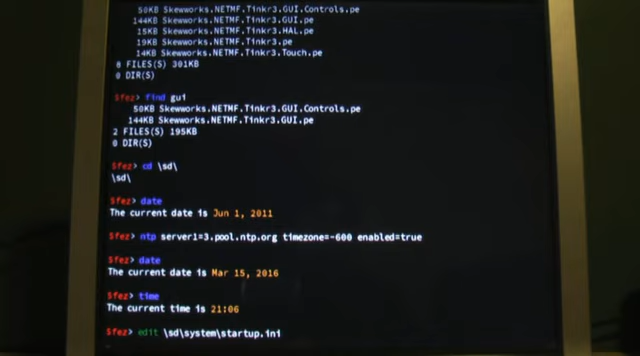 50KB Skewworks.NETMF.Tinkr3.GUI.Controls.pe
144KB Skewworks.NETMF.Tinkr3.GUI.pe
15KB Skewworks.NETMF.Tinkr3.HAL.pe
19KB Skewworks.NETMF.Tinkr3.pe
14KB Skewworks.NETMF.Tinkr3.Touch.pe
8 FILES(S) 301KB
0 DIR(S)
$fez> find gui
50KB Skewworks.NETMF.Tinkr3.GUI.Controls.pe
144KB Skewworks.NETMF.Tinkr3.GUI.pe
2 FILES(S) 195KB
0 DIR(S)
$fez> cd \sd\
\sd\
$fez> date
The current date is Jun 1, 2011
$fez> ntp server1=3.pool.ntp.org timezone=-600 enabled=true
$fez> date
The current date is Mar 15, 2016
$fez> time
The current time is 21:06
$fez> edit \sd\system\startup.ini